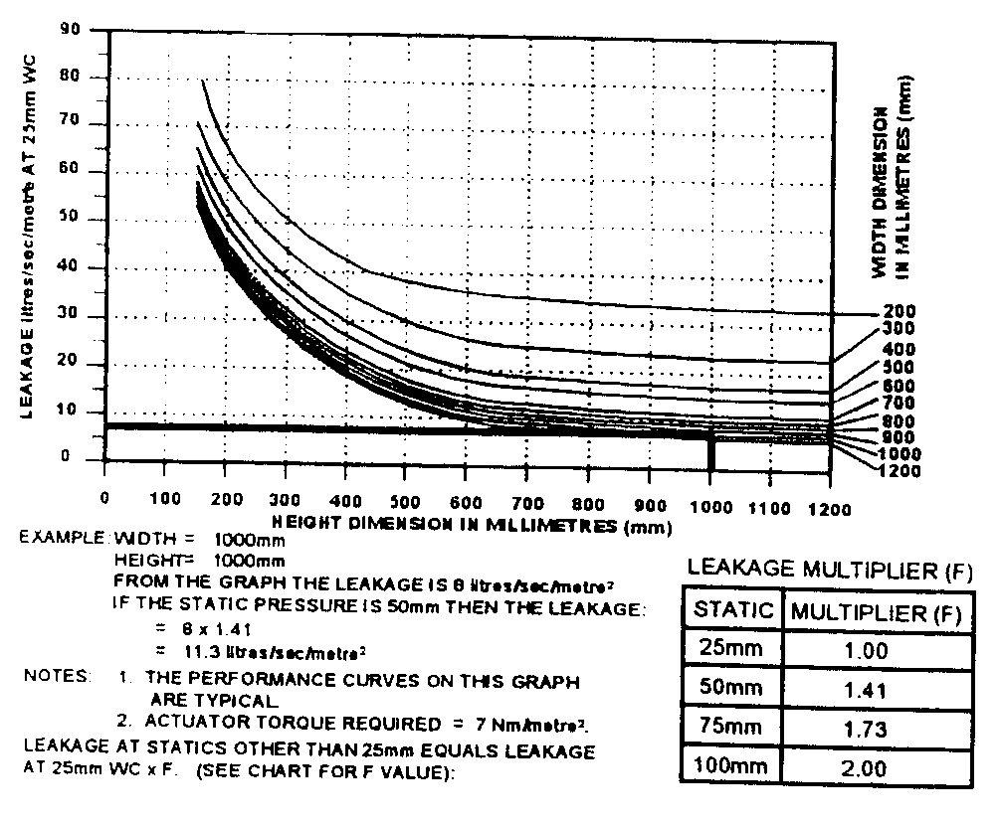 90
80
70
60
50
40
30
20
10
0
LEAKAGE litres/sec/metre AT 25mm WC
0 100 200 300 400 500 600 700 800 900 1000 1100 1200
HEIGHT DIMENSION IN MILLIMETRES (mm)
WIDTH DIMENSION
IN MILLIMETRES (mm)
200
300
400
500
600
700
800
900
1000
1200
EXAMPLE: WIDTH = 1000mm
HEIGHT= 1000mm
FROM THE GRAPH THE LEAKAGE IS 8 litres/sec/metre²
IF THE STATIC PRESSURE IS 50mm THEN THE LEAKAGE:
= 8 x 1.41
= 11.3 litres/sec/metre²
NOTES: 1. THE PERFORMANCE CURVES ON THIS GRAPH
ARE TYPICAL
2. ACTUATOR TORQUE REQUIRED = 7 Nm/metre².
LEAKAGE AT STATICS OTHER THAN 25mm EQUALS LEAKAGE
AT 25mm WC x F. (SEE CHART FOR F VALUE):
LEAKAGE MULTIPLIER (F)
STATIC MULTIPLIER (F)
25mm 1.00
50mm 1.41
75mm 1.73
100mm 2.00